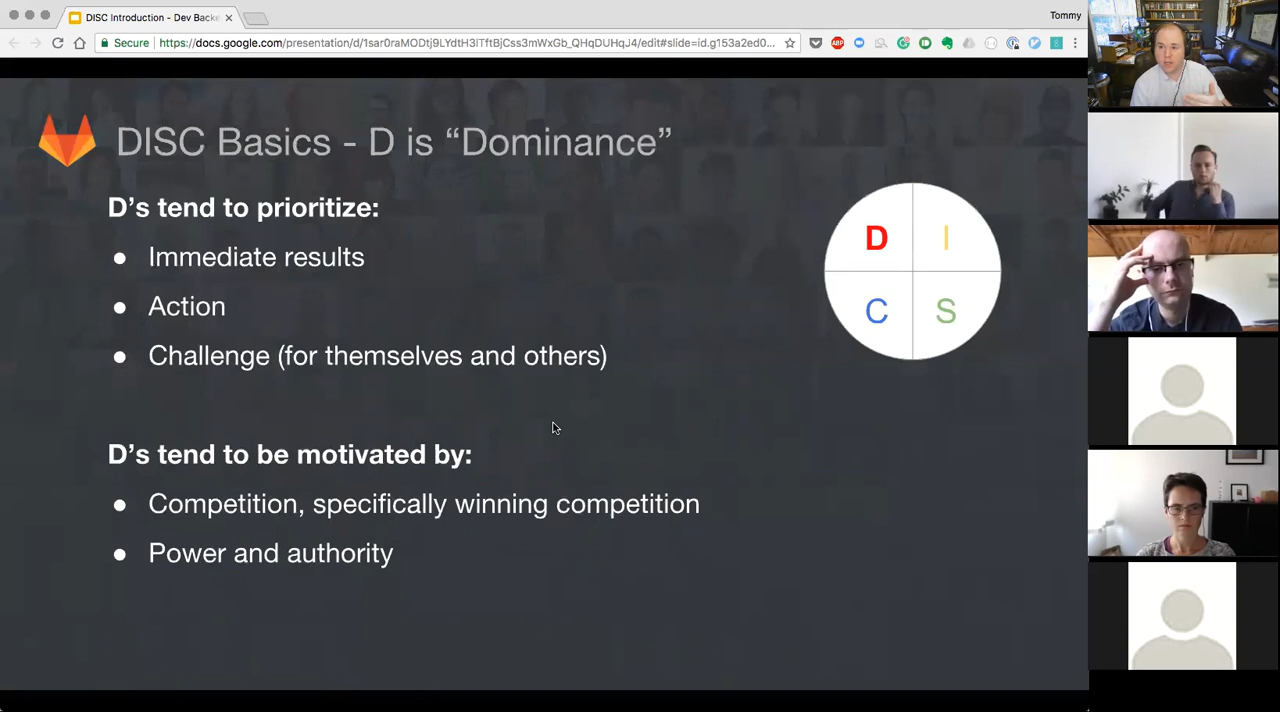 DISC Introduction - Dev Backe
Tommy
Secure
https://docs.google.com/presentation/d/1sar0raMzDtj9LYdtH3iTftBjCss3mWxGb_QHqDUHqJ4/edit#slide=id.g153a2ed0...
ABP
DISC Basics - D is “Dominance”
D’s tend to prioritize:
● Immediate results
● Action
● Challenge (for themselves and others)
D I
C S
D’s tend to be motivated by:
● Competition, specifically winning competition
● Power and authority